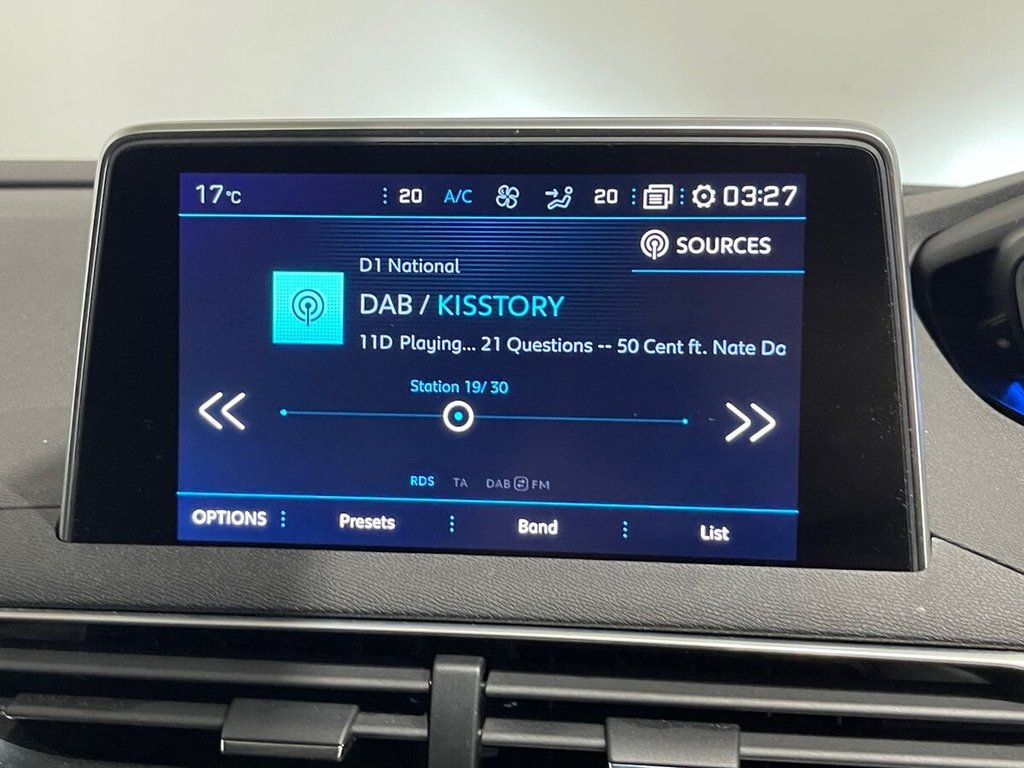 17°C 20 A/C 20 03:27
SOURCES
D1 National
DAB / KISSTORY
11D Playing... 21 Questions -- 50 Cent ft. Nate Do
Station 19/30
RDS TA DAB FM
OPTIONS Presets Band List